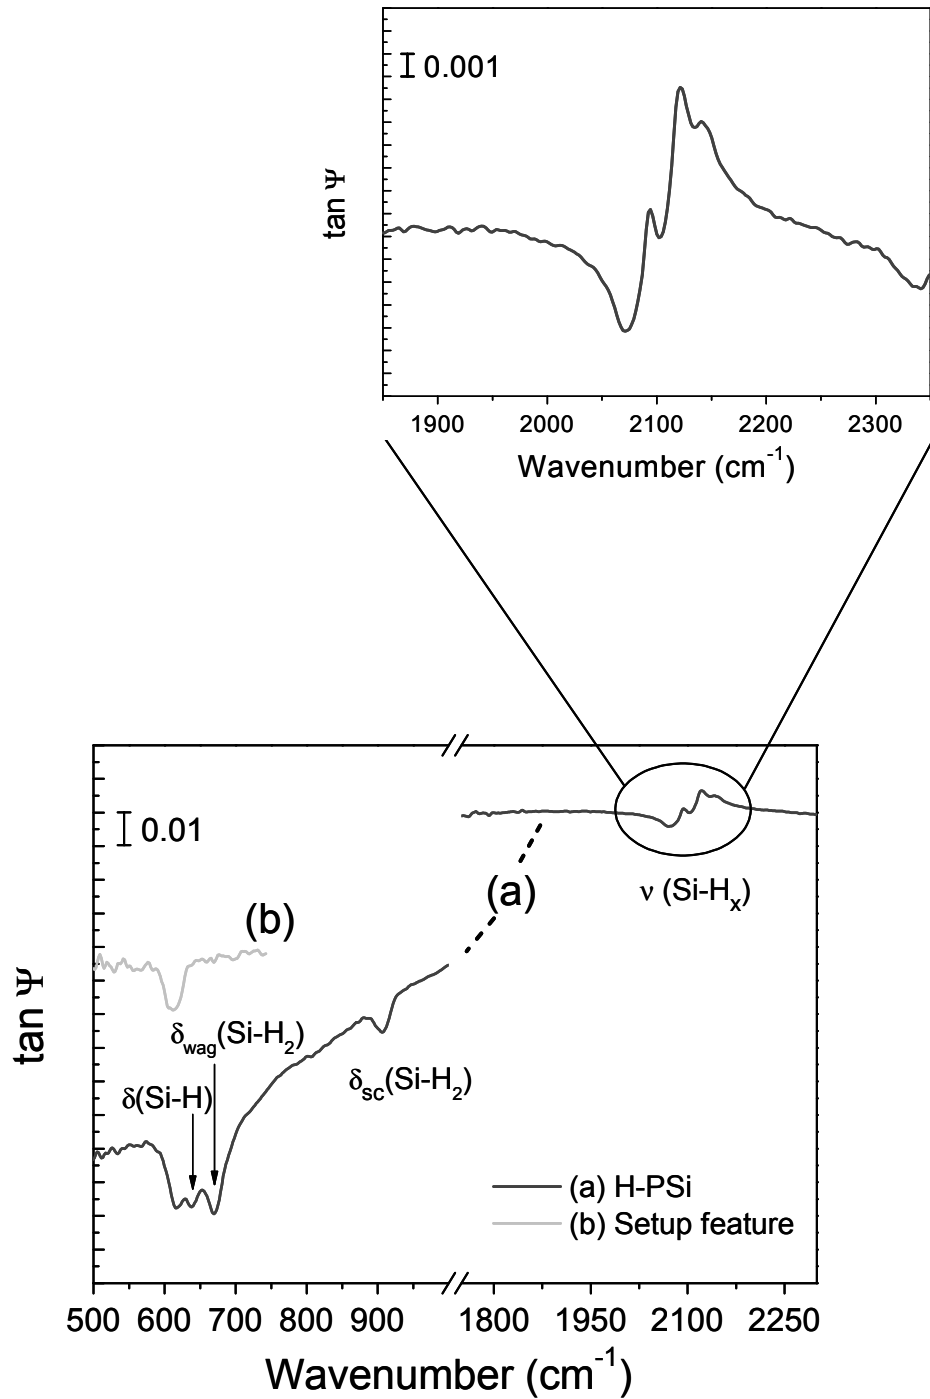 0.001
tan Ψ
1900 2000 2100 2200 2300
Wavenumber (cm⁻¹)
0.01
(a)
ν (Si-Hₓ)
(b)
δwag(Si-H₂)
δsc(Si-H₂)
δ(Si-H)
tan Ψ
(a) H-PSi
(b) Setup feature
500 600 700 800 900 1800 1950 2100 2250
Wavenumber (cm⁻¹)